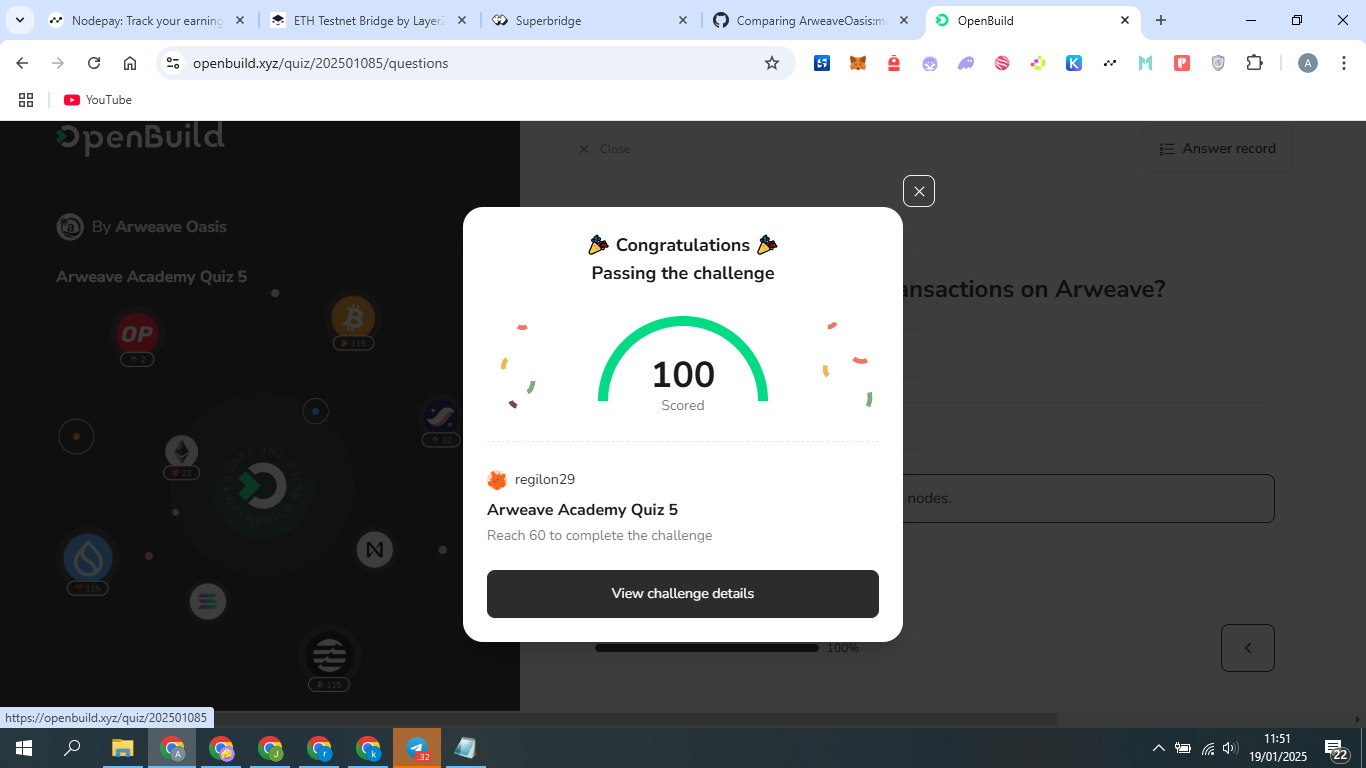 Nodepay: Track your earning
ETH Testnet Bridge by LayerZ
Superbridge
Comparing ArweaveOasis:m
OpenBuild
openbuild.xyz/quiz/202501085/questions
A
YouTube
OpenBuild
Close
Answer record
By Arweave Oasis
Arweave Academy Quiz 5
Congratulations
Passing the challenge
ansactions on Arweave?
OP
2
115
100
Scored
32
22
regilon29
nodes.
Arweave Academy Quiz 5
Reach 60 to complete the challenge
115
View challenge details
100%
115
https://openbuild.xyz/quiz/202501085
A
J
r
k
32
11:51
19/01/2025
22